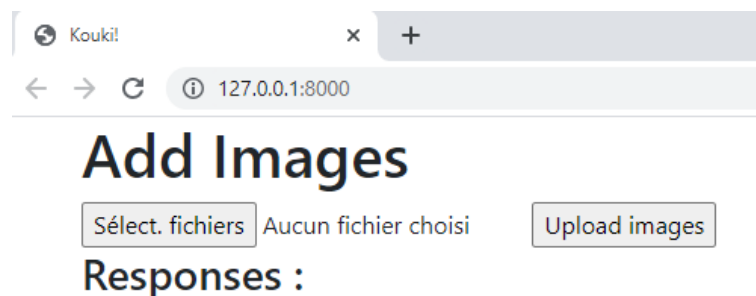 Kouki!
127.0.0.1:8000
Add Images
Sélect. fichiers Aucun fichier choisi Upload images
Responses :